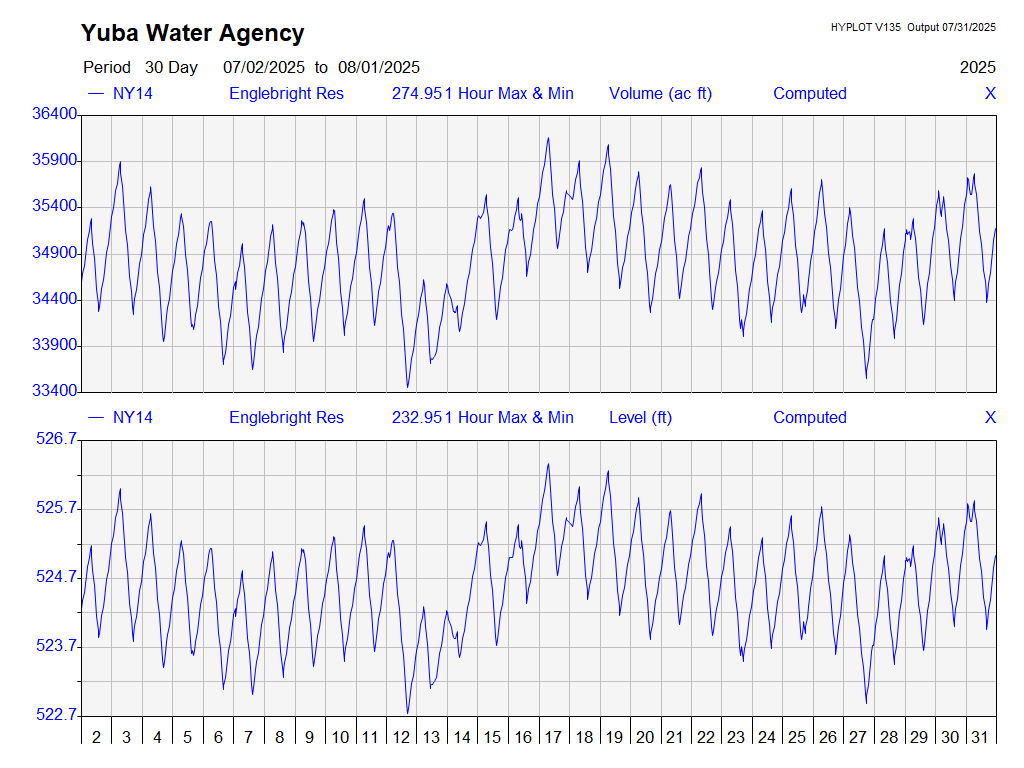 Yuba Water Agency
HYPLOT V135 Output 07/31/2025
Period 30 Day 07/02/2025 to 08/01/2025 2025
NY14 Englebright Res 274.951 Hour Max & Min Volume (ac ft) Computed X
36400
35900
35400
34900
34400
33900
33400
NY14 Englebright Res 232.951 Hour Max & Min Level (ft) Computed X
526.7
525.7
524.7
523.7
522.7
2 3 4 5 6 7 8 9 10 11 12 13 14 15 16 17 18 19 20 21 22 23 24 25 26 27 28 29 30 31